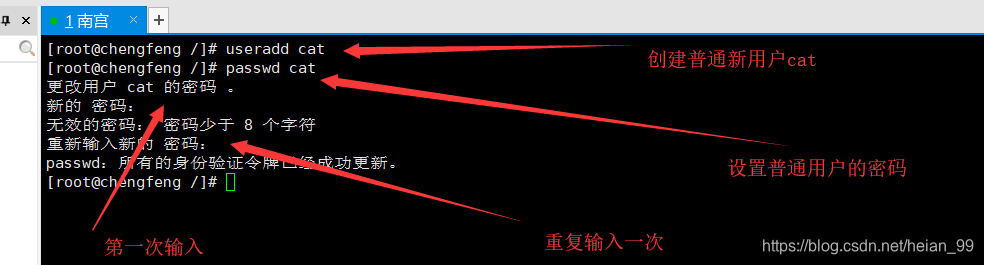 1 南宫
[root@chengfeng /]# useradd cat
创建普通新用户cat
[root@chengfeng /]# passwd cat
更改用户 cat 的密码 。
新的 密码：
无效的密码： 密码少于 8 个字符
重新输入新的 密码：
passwd：所有的身份验证令牌已经成功更新。
设置普通用户的密码
[root@chengfeng /]#
第一次输入
重复输入一次
https://blog.csdn.net/heian_99